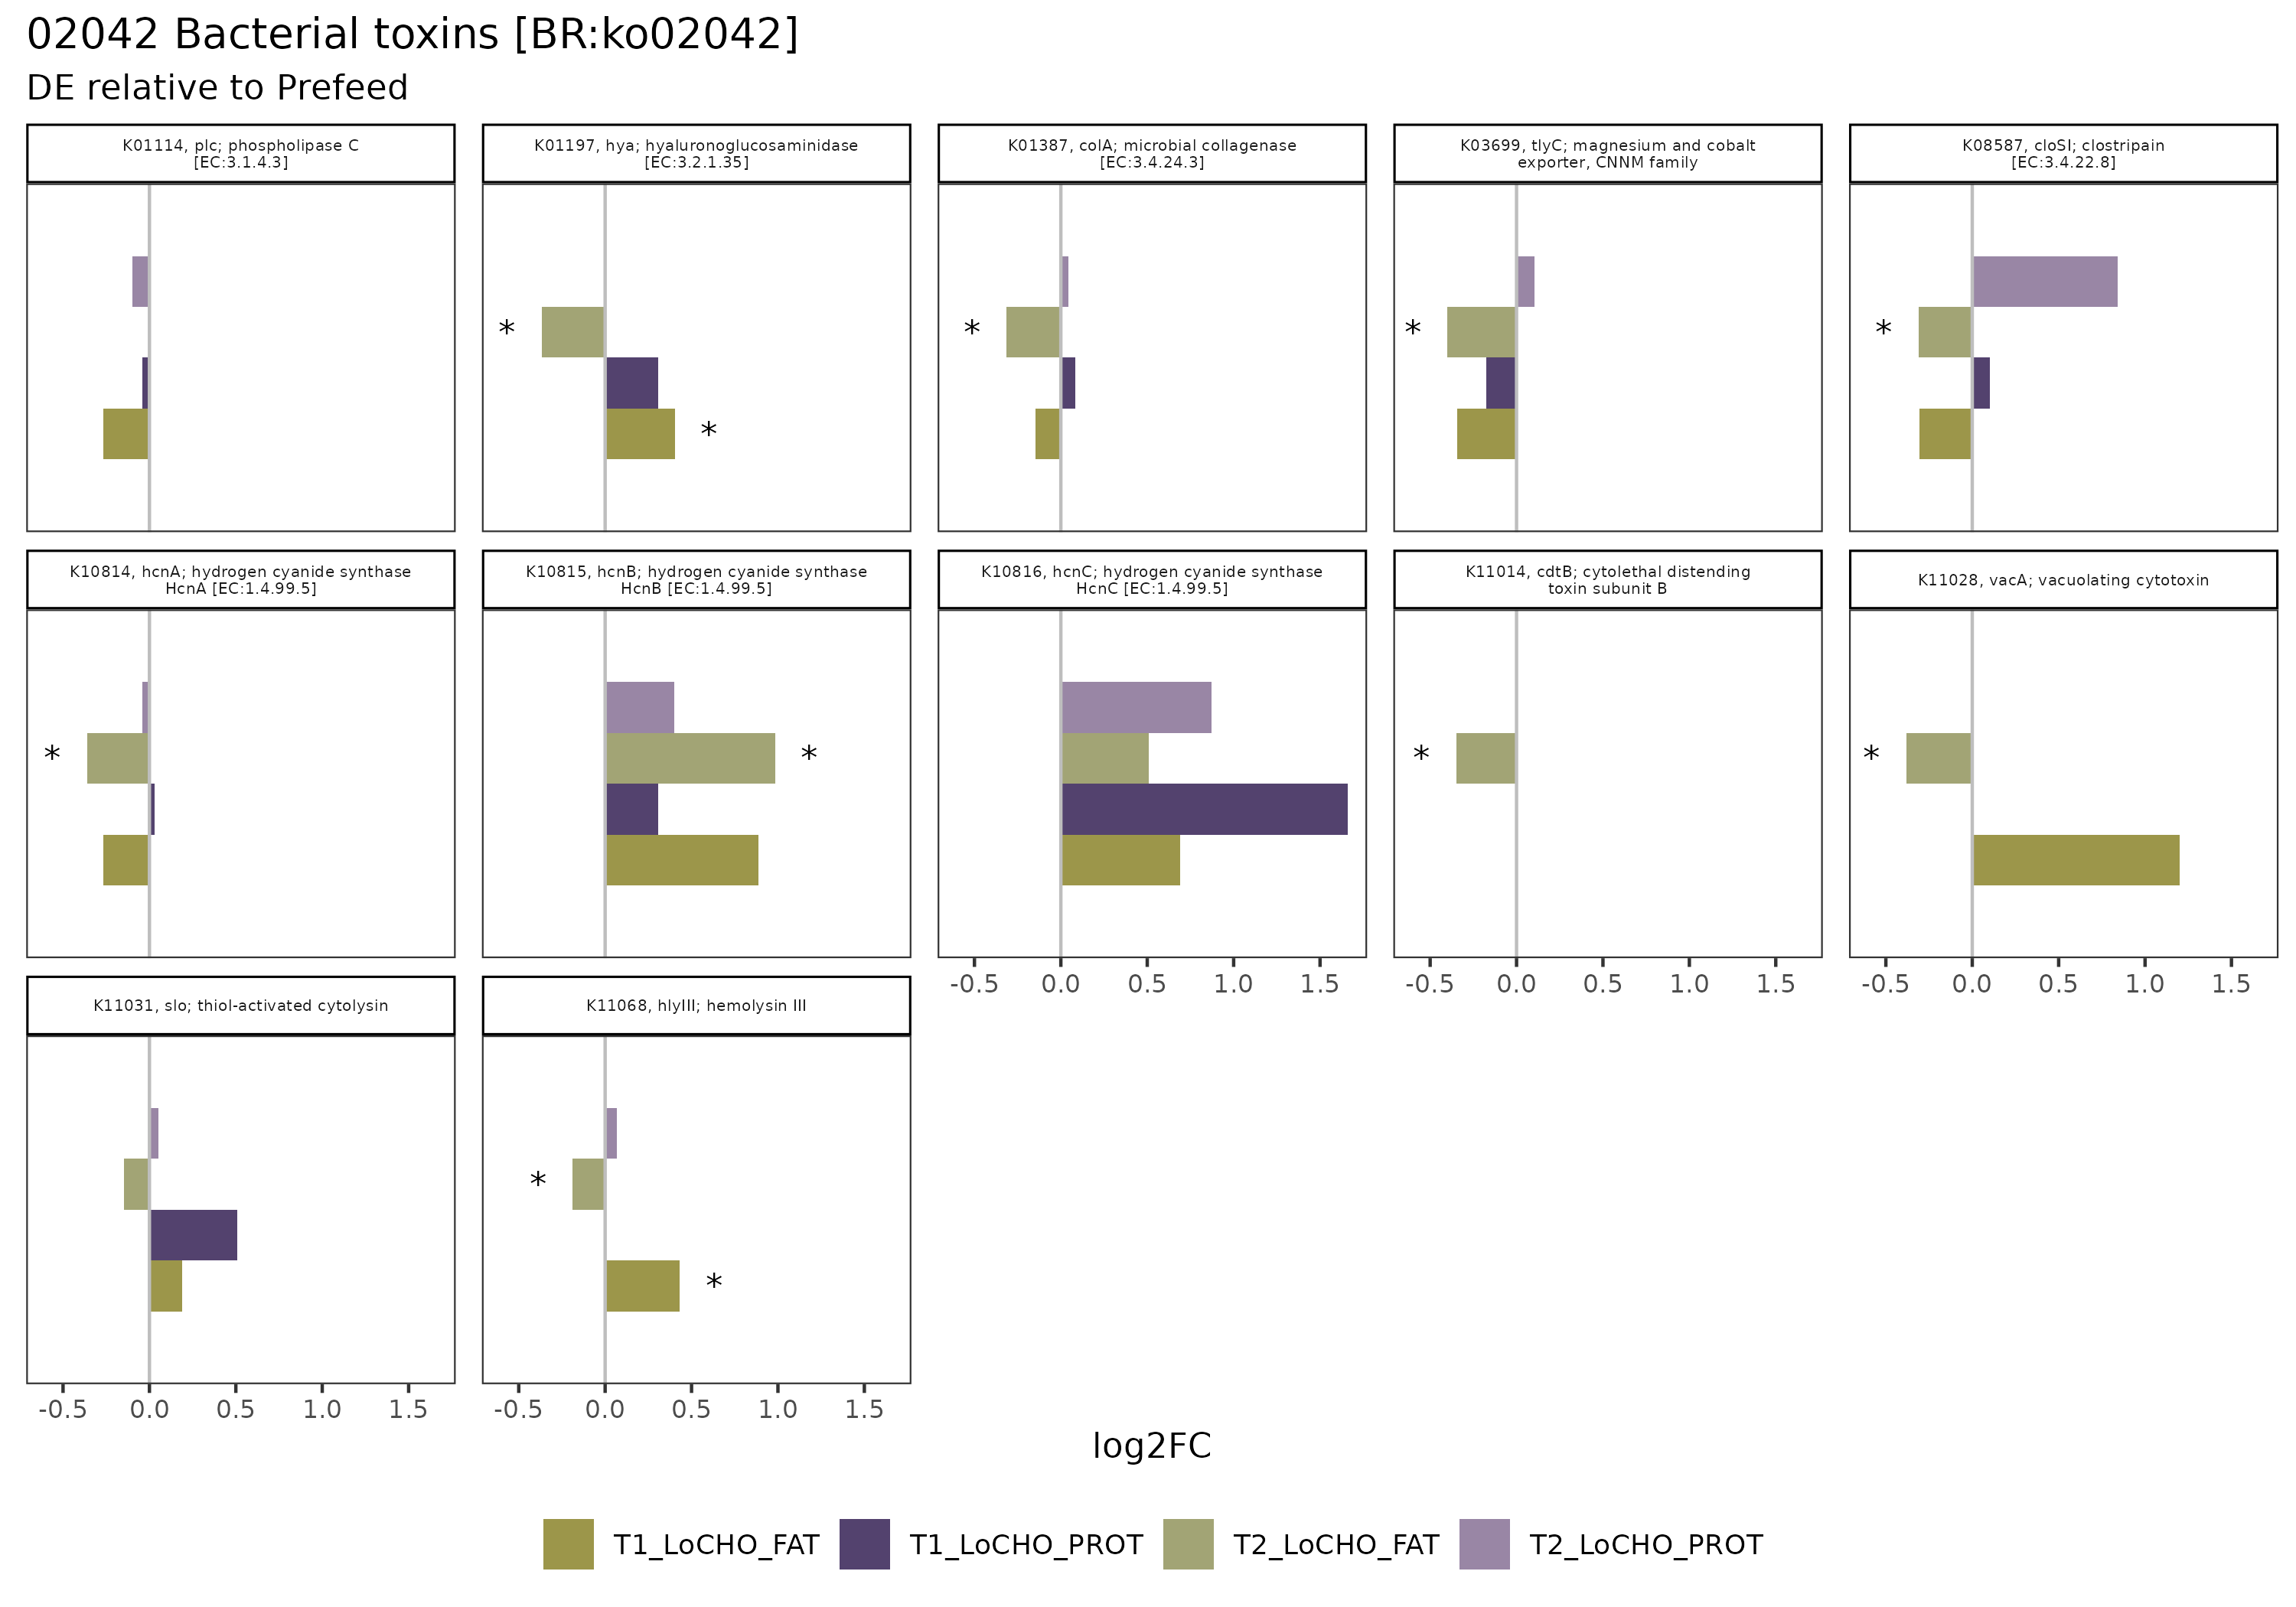 02042 Bacterial toxins [BR:ko02042]
DE relative to Prefeed
K01114, plc; phospholipase C
[EC:3.1.4.3]
K01197, hya; hyaluronoglucosaminidase
[EC:3.2.1.35]
K01387, colA; microbial collagenase
[EC:3.4.24.3]
K03699, tlyC; magnesium and cobalt
exporter, CNNM family
K08587, cloSI; clostripain
[EC:3.4.22.8]
*
*
*
*
*
K10814, hcnA; hydrogen cyanide synthase
HcnA [EC:1.4.99.5]
K10815, hcnB; hydrogen cyanide synthase
HcnB [EC:1.4.99.5]
K10816, hcnC; hydrogen cyanide synthase
HcnC [EC:1.4.99.5]
K11014, cdtB; cytolethal distending
toxin subunit B
K11028, vacA; vacuolating cytotoxin
*
*
*
*
-0.5 0.0 0.5 1.0 1.5
-0.5 0.0 0.5 1.0 1.5
-0.5 0.0 0.5 1.0 1.5
K11031, slo; thiol-activated cytolysin
K11068, hlyIII; hemolysin III
*
*
-0.5 0.0 0.5 1.0 1.5
-0.5 0.0 0.5 1.0 1.5
log2FC
T1_LoCHO_FAT T1_LoCHO_PROT T2_LoCHO_FAT T2_LoCHO_PROT